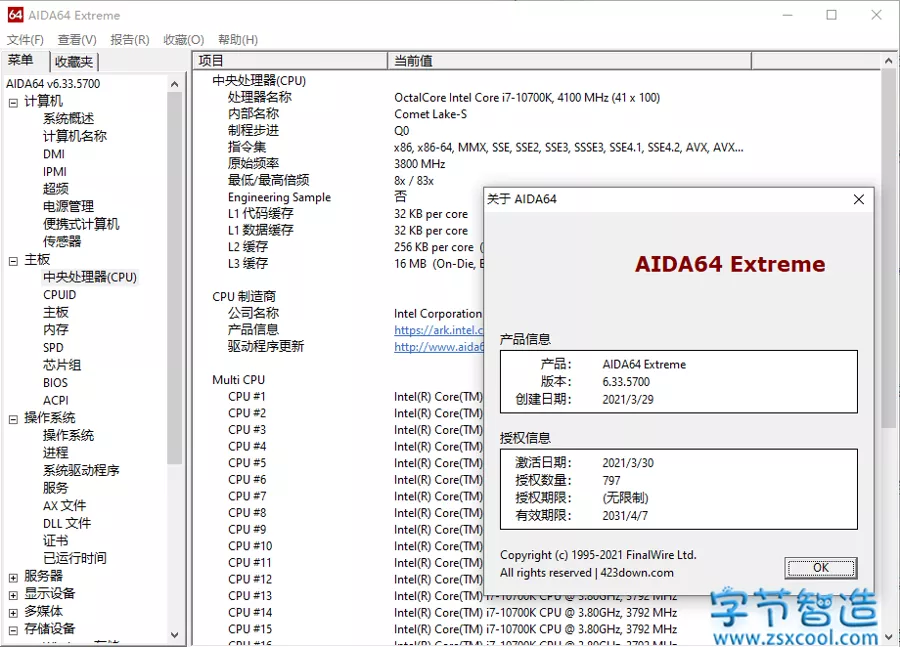 64 AIDA64 Extreme
文件(F) 查看(V) 报告(R) 收藏(O) 帮助(H)
菜单 收藏夹
AIDA64 v6.33.5700
计算机
系统概述
计算机名称
DMI
IPMI
超频
电源管理
便携式计算机
传感器
主板
中央处理器(CPU)
CPUID
主板
内存
SPD
芯片组
BIOS
ACPI
操作系统
操作系统
进程
系统驱动程序
服务
AX 文件
DLL 文件
证书
已运行时间
服务器
显示设备
多媒体
存储设备
项目 当前值
中央处理器(CPU)
处理器名称 OctalCore Intel Core i7-10700K, 4100 MHz (41 x 100)
内部名称 Comet Lake-S
制程步进 Q0
指令集 x86, x86-64, MMX, SSE, SSE2, SSE3, SSSE3, SSE4.1, SSE4.2, AVX, AVX...
原始频率 3800 MHz
最低/最高倍频 8x / 83x
Engineering Sample 否
L1 代码缓存 32 KB per core
L1 数据缓存 32 KB per core
L2 缓存 256 KB per core (
L3 缓存 16 MB (On-Die, E
CPU 制造商
公司名称 Intel Corporation
产品信息 https://ark.intel.c
驱动程序更新 http://www.aida6
Multi CPU
CPU #1 Intel(R) Core(TM)
CPU #2 Intel(R) Core(TM)
CPU #3 Intel(R) Core(TM)
CPU #4 Intel(R) Core(TM)
CPU #5 Intel(R) Core(TM)
CPU #6 Intel(R) Core(TM)
CPU #7 Intel(R) Core(TM)
CPU #8 Intel(R) Core(TM)
CPU #9 Intel(R) Core(TM)
CPU #10 Intel(R) Core(TM)
CPU #11 Intel(R) Core(TM)
CPU #12 Intel(R) Core(TM)
CPU #13 Intel(R) Core(TM) i7-10700K CPU @ 3.80GHz, 3792 MHz
CPU #14 Intel(R) Core(TM) i7-10700K CPU @ 3.80GHz, 3792 MHz
CPU #15 Intel(R) Core(TM) i7-10700K CPU @ 3.80GHz, 3792 MHz
关于 AIDA64
AIDA64 Extreme
产品信息
产品: AIDA64 Extreme
版本: 6.33.5700
创建日期: 2021/3/29
授权信息
激活日期: 2021/3/30
授权数量: 797
授权期限: (无限制)
有效期限: 2031/4/7
Copyright (c) 1995-2021 FinalWire Ltd.
All rights reserved | 423down.com
OK
字节智造
www.zsxcool.com